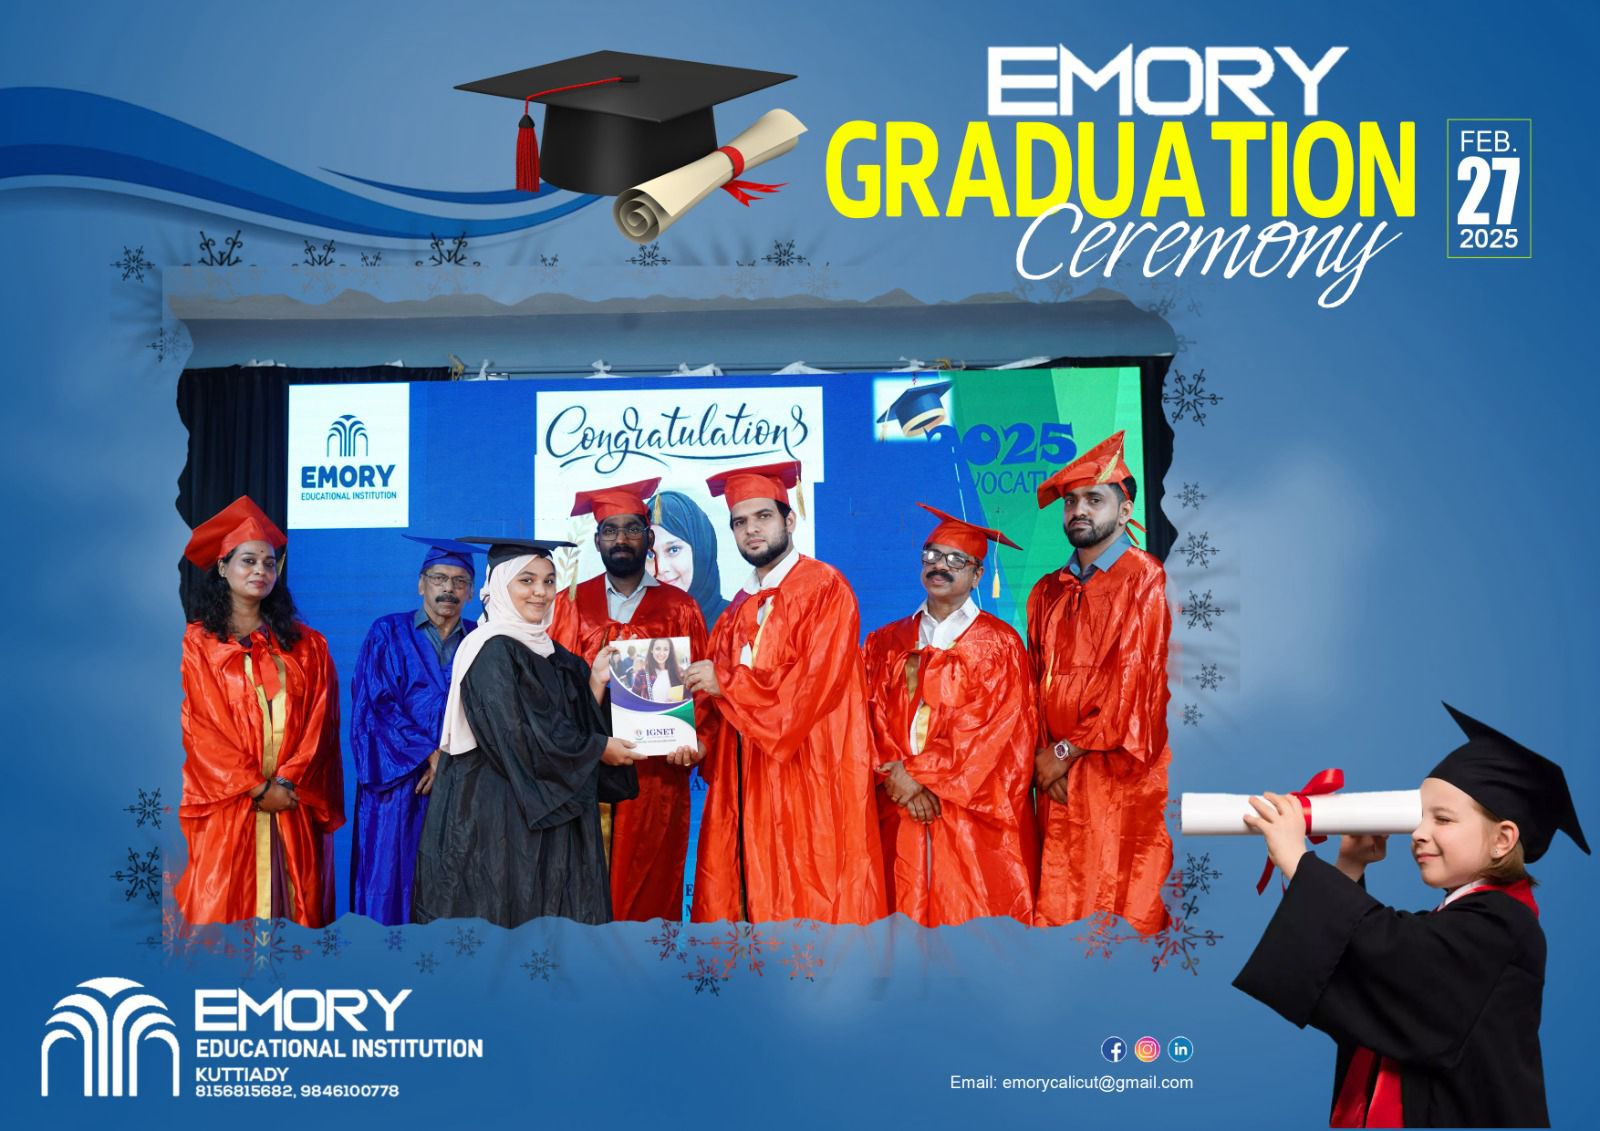 EMORY
GRADUATION
Ceremony
FEB.
27
2025
EMORY
EDUCATIONAL INSTITUTION
Congratulations
2025
IGNET
EMORY
EDUCATIONAL INSTITUTION
KUTTIADY
8156815682, 9846100778
Email: emorycalicut@gmail.com